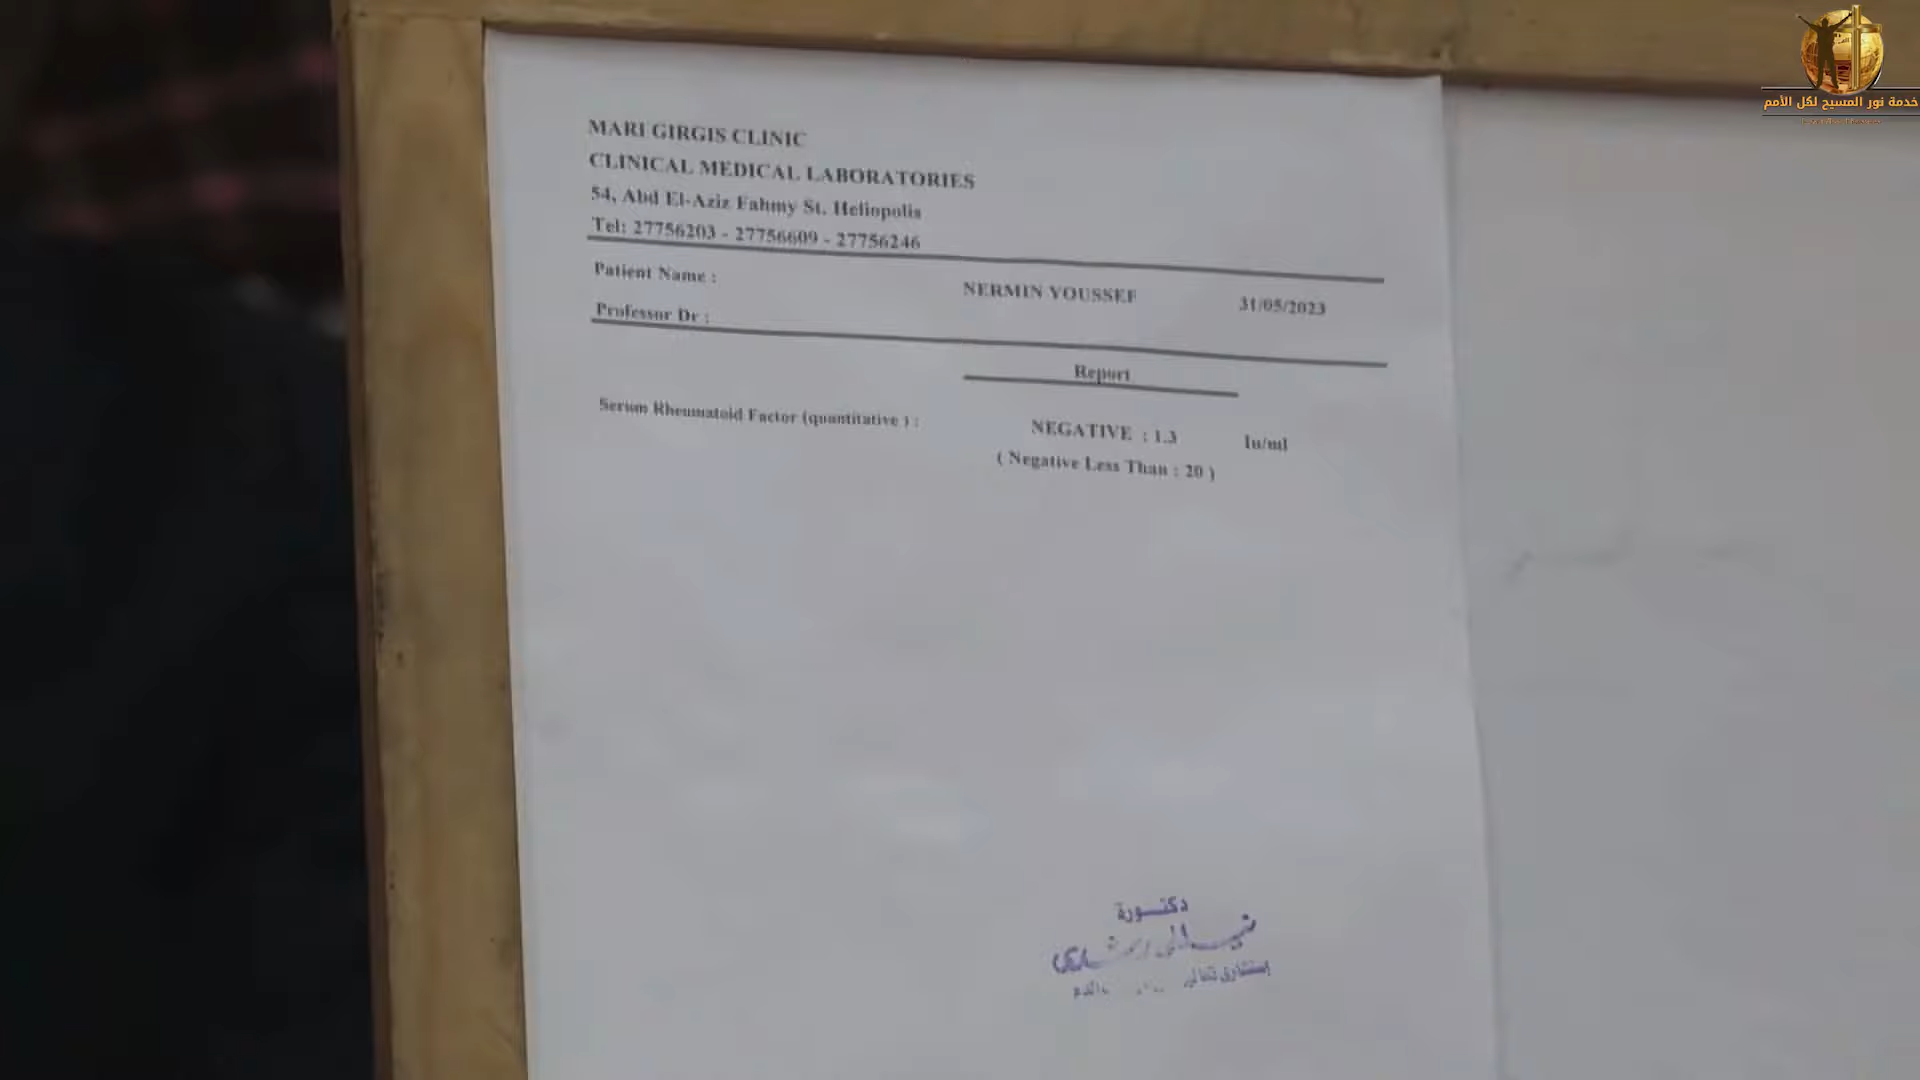 MARI GIRGIS CLINIC
CLINICAL MEDICAL LABORATORIES
54, Abd El-Aziz Fahmy St. Heliopolis
Tel: 27756203 - 27756609 - 27756246
Patient Name : NERMIN YOUSSEF 31/05/2023
Professor Dr :
Report
Serum Rheumatoid Factor (quantitative ) : NEGATIVE : 1.3 Iu/ml
( Negative Less Than : 20 )
دكتورة
خدمة نور المسيح لكل الأمم